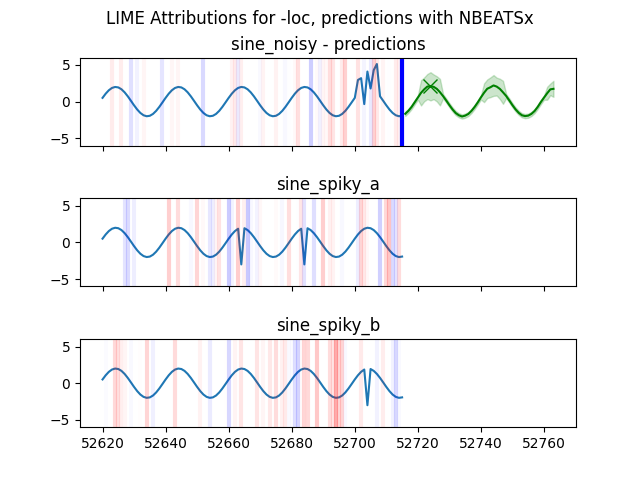 LIME Attributions for -loc, predictions with NBEATSx
sine_noisy - predictions
5
0
−5
sine_spiky_a
5
0
−5
sine_spiky_b
5
0
−5
52620 52640 52660 52680 52700 52720 52740 52760